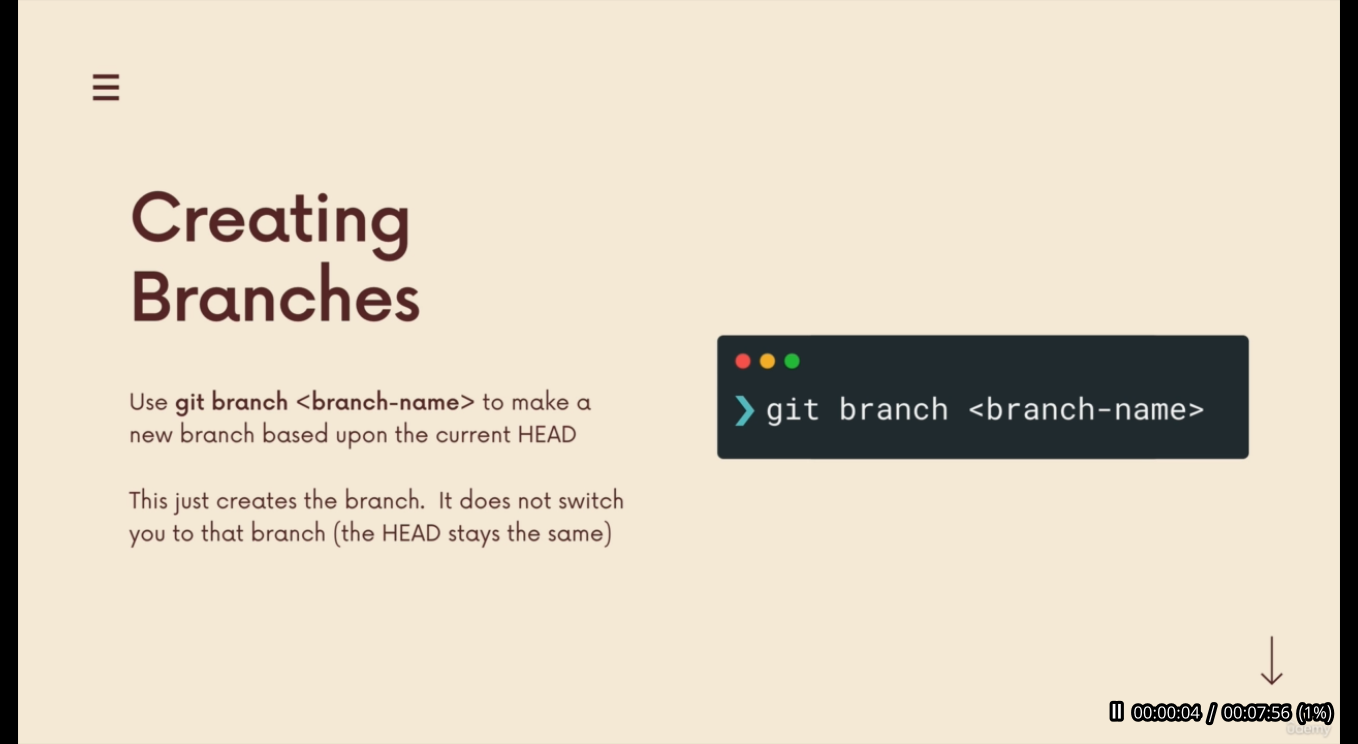 Creating
Branches
Use git branch <branch-name> to make a
new branch based upon the current HEAD
This just creates the branch. It does not switch
you to that branch (the HEAD stays the same)
❯ git branch <branch-name>
00:00:04 / 00:07:56 (1%)
udemy